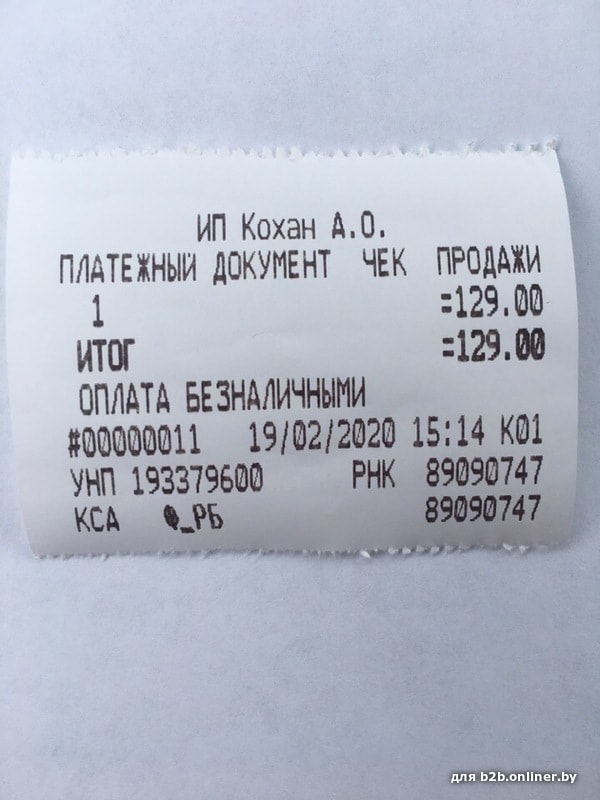 ИП Кохан А.О.
ПЛАТЕЖНЫЙ ДОКУМЕНТ ЧЕК ПРОДАЖИ
1 =129.00
ИТОГ =129.00
ОПЛАТА БЕЗНАЛИЧНЫМИ
#00000011 19/02/2020 15:14 К01
УНП 193379600 РНК 89090747
КСА Ф_РБ 89090747
для b2b.onliner.by